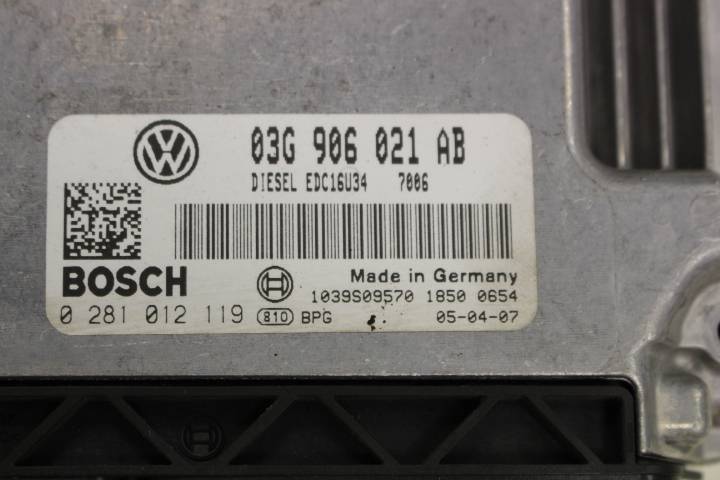 03G 906 021 AB
DIESEL EDC16U34 7006
BOSCH
Made in Germany
1039S09570 1850 0654
0 281 012 119 810 BPG 05-04-07